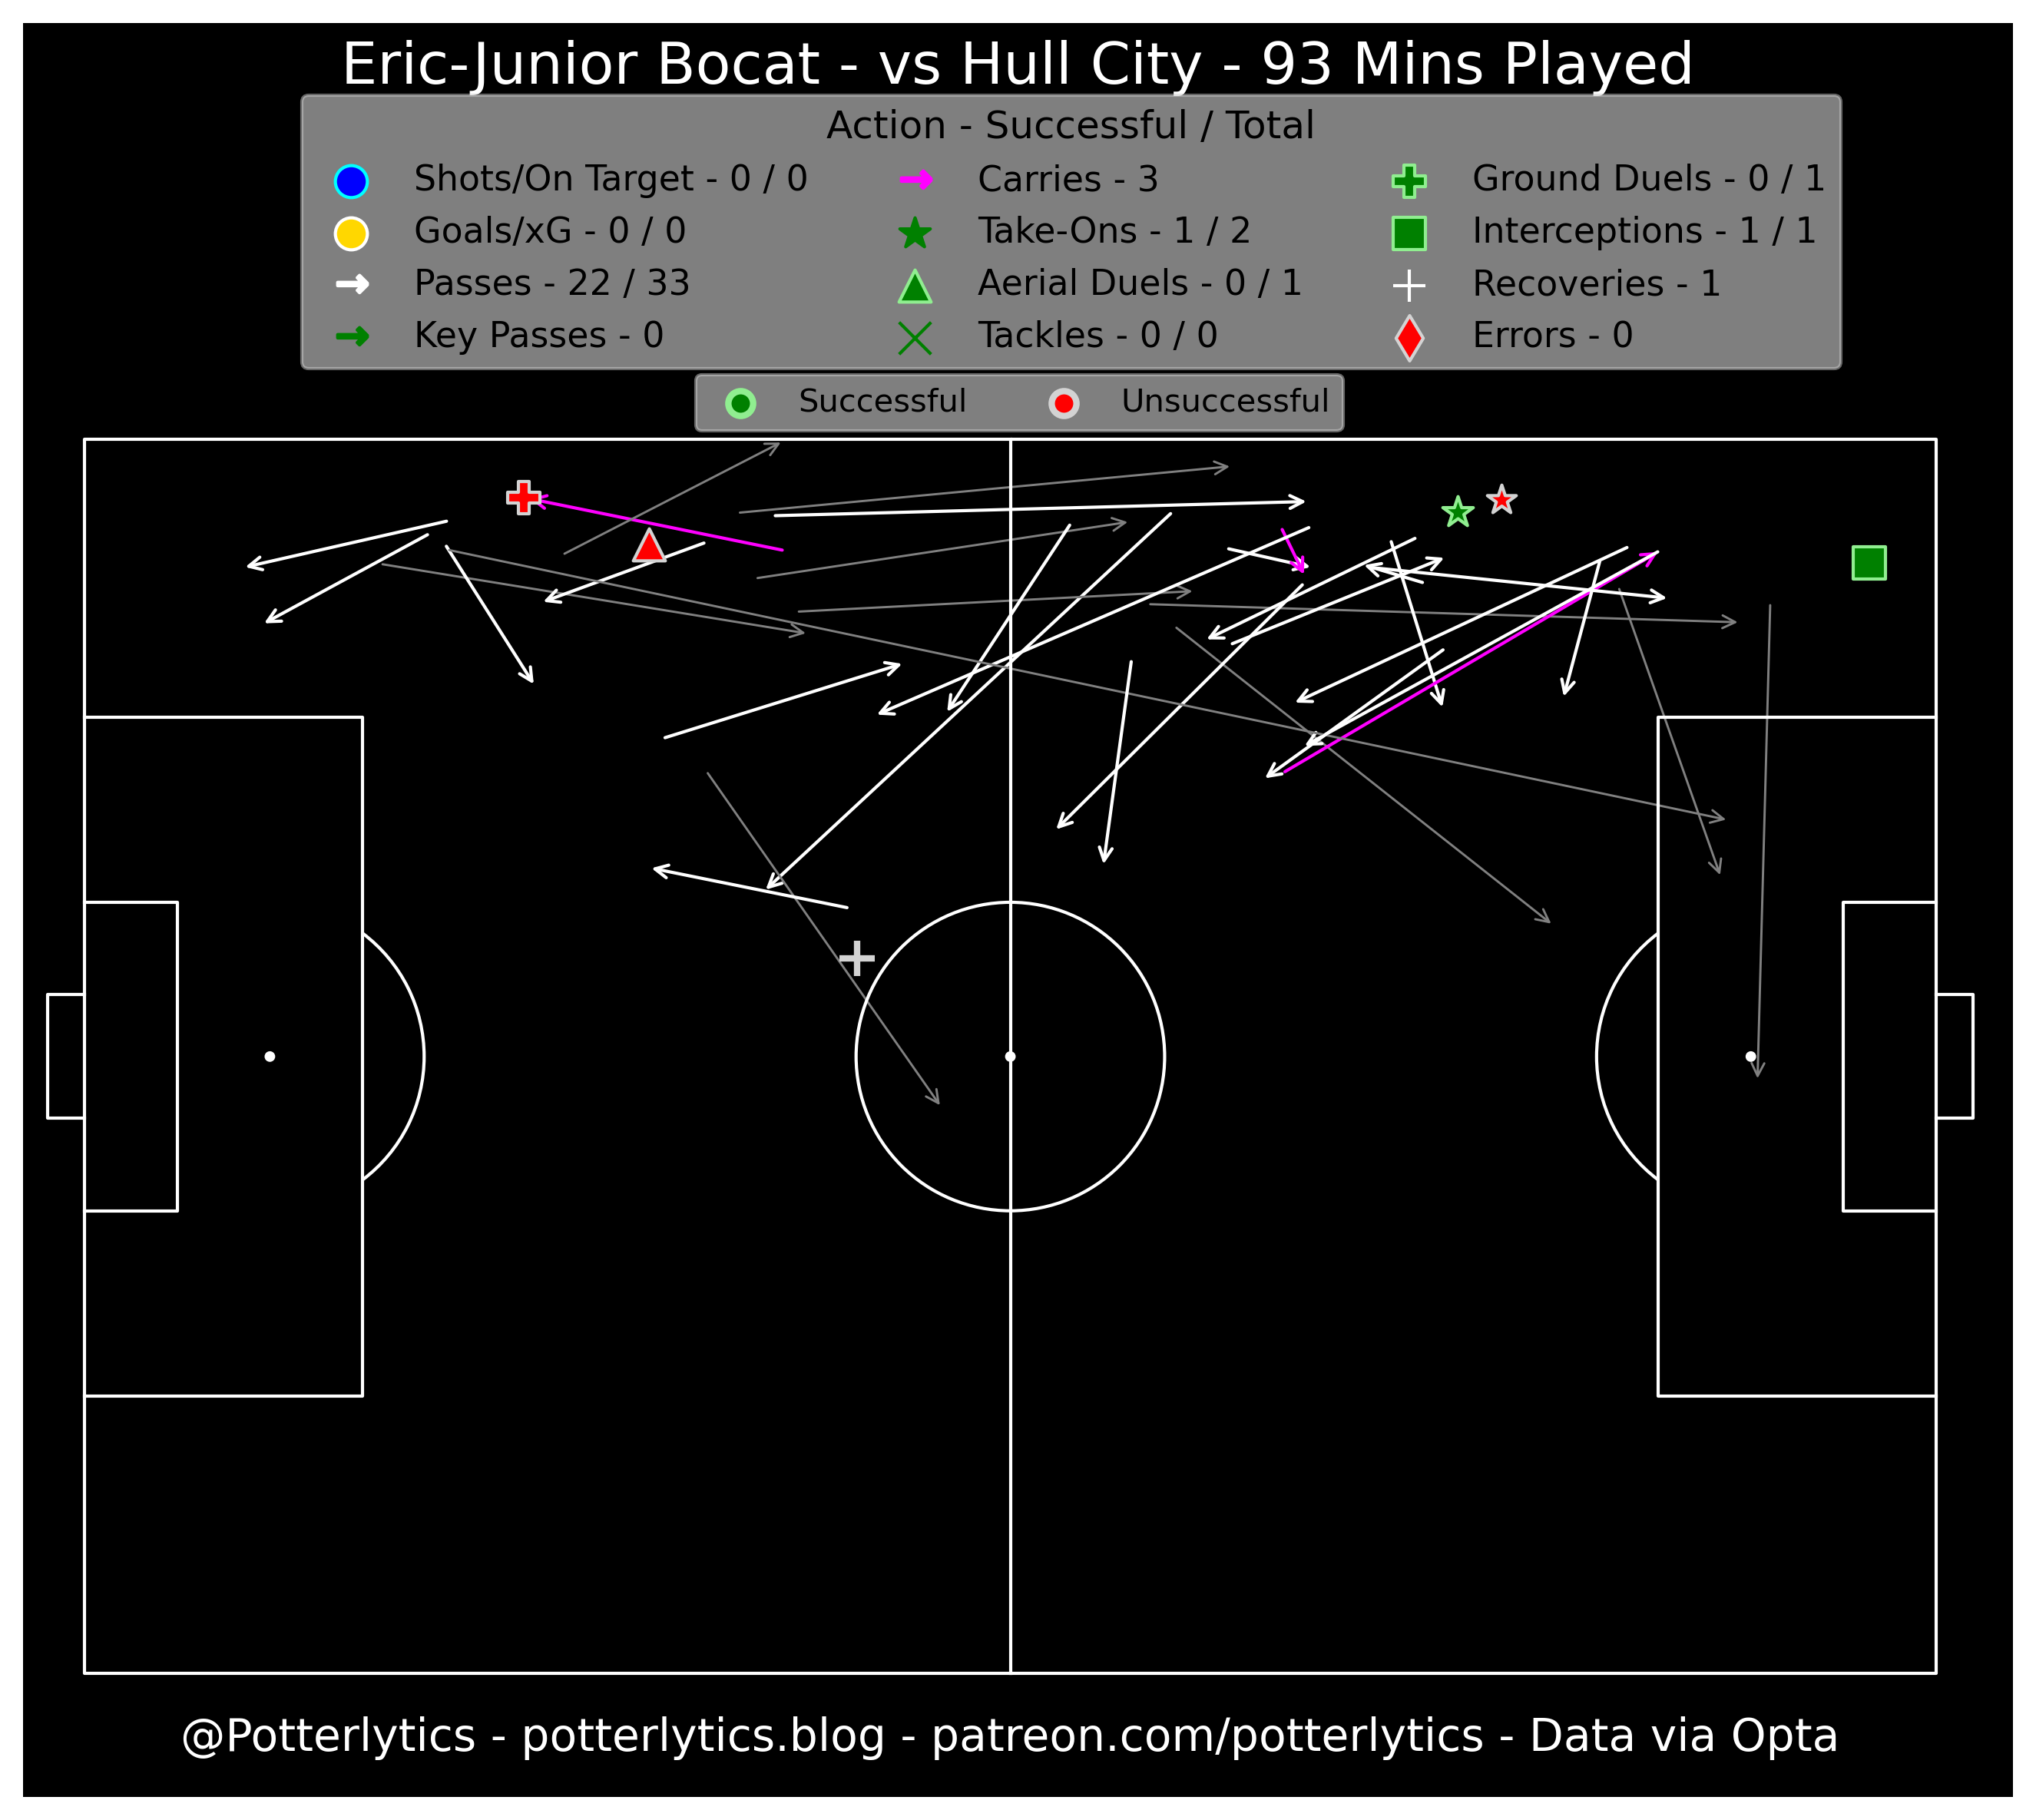 Eric-Junior Bocat - vs Hull City - 93 Mins Played
Action - Successful / Total
Shots/On Target - 0 / 0
Goals/xG - 0 / 0
Passes - 22 / 33
Key Passes - 0
Carries - 3
Take-Ons - 1 / 2
Aerial Duels - 0 / 1
Tackles - 0 / 0
Ground Duels - 0 / 1
Interceptions - 1 / 1
Recoveries - 1
Errors - 0
Successful
Unsuccessful
@Potterlytics - potterlytics.blog - patreon.com/potterlytics - Data via Opta